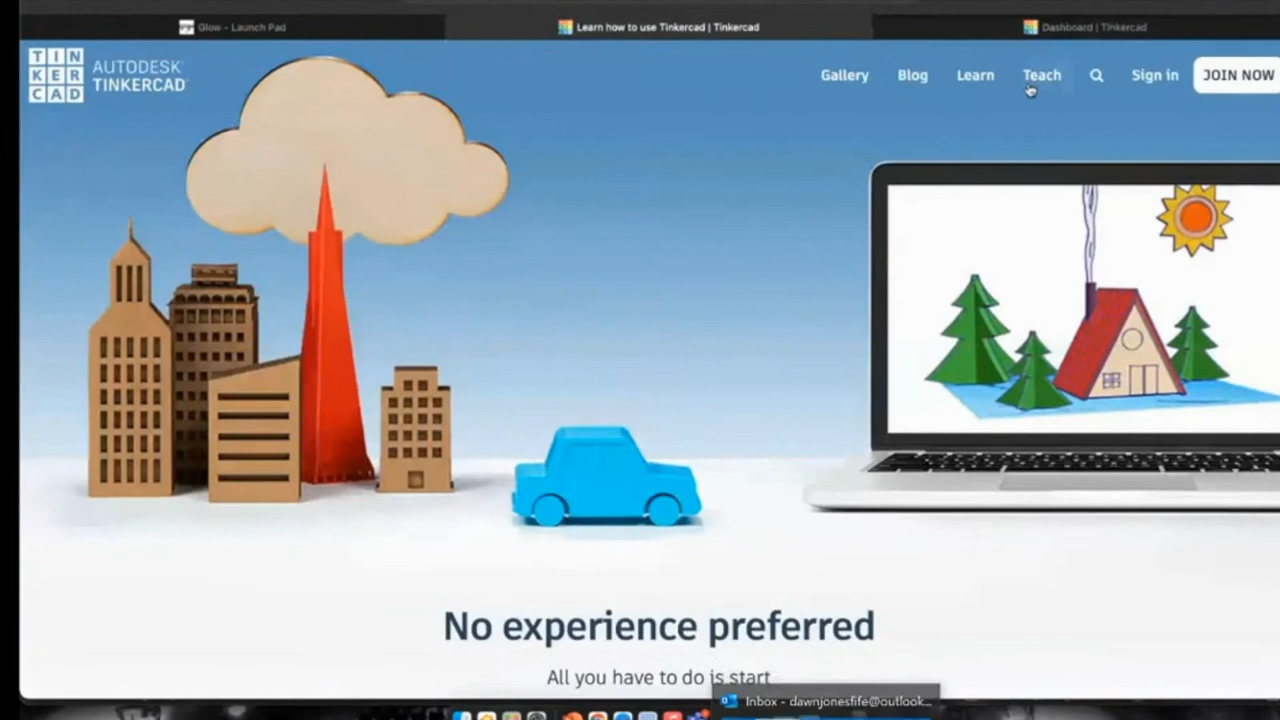 Glow - Launch Pad
Learn how to use Tinkercad | Tinkercad
Dashboard | Tinkercad
TIN
KER
CAD
AUTODESK
TINKERCAD
Gallery
Blog
Learn
Teach
Sign in
JOIN NOW
No experience preferred
All you have to do is start
Inbox - dawnjonesfife@outlook...